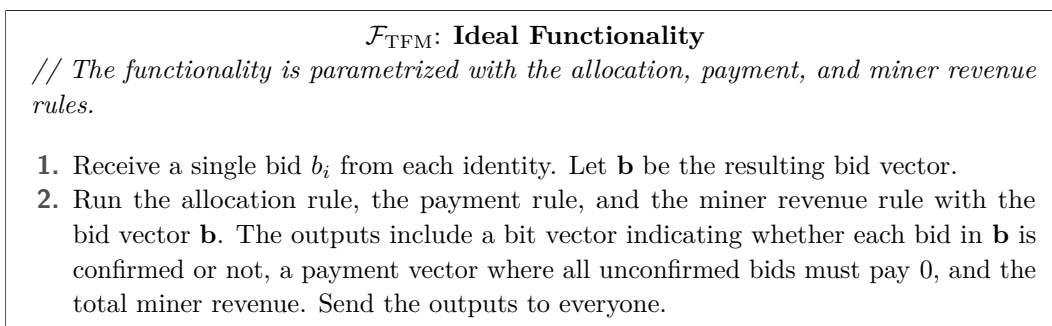 𝓕_TFM: Ideal Functionality
// The functionality is parametrized with the allocation, payment, and miner revenue
rules.
1. Receive a single bid bᵢ from each identity. Let b be the resulting bid vector.
2. Run the allocation rule, the payment rule, and the miner revenue rule with the
bid vector b. The outputs include a bit vector indicating whether each bid in b is
confirmed or not, a payment vector where all unconfirmed bids must pay 0, and the
total miner revenue. Send the outputs to everyone.